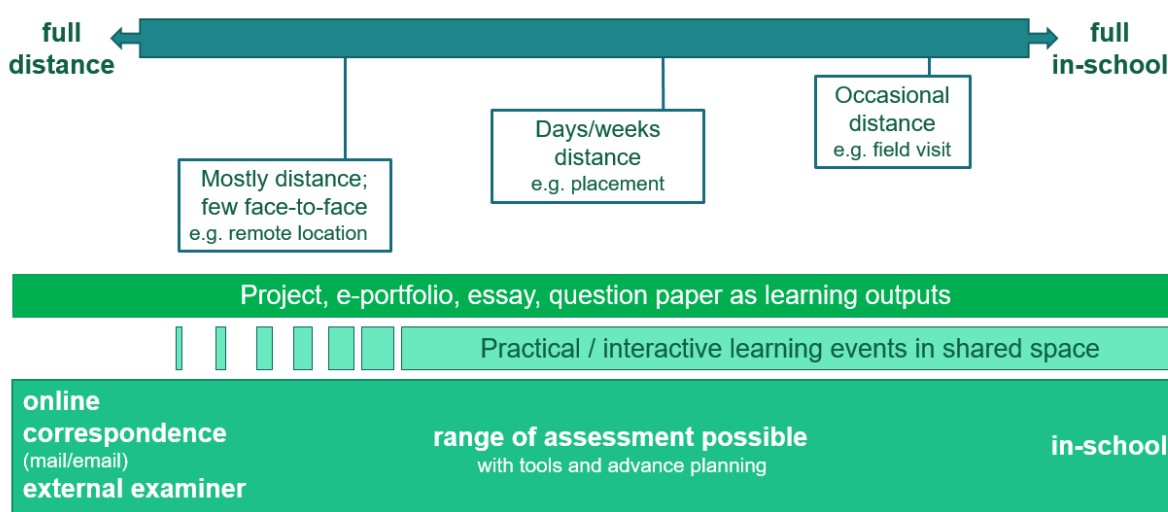 full
distance
full
in-school
Mostly distance;
few face-to-face
e.g. remote location
Days/weeks
distance
e.g. placement
Occasional
distance
e.g. field visit
Project, e-portfolio, essay, question paper as learning outputs
Practical / interactive learning events in shared space
online
correspondence
(mail/email)
external examiner
range of assessment possible
with tools and advance planning
in-school